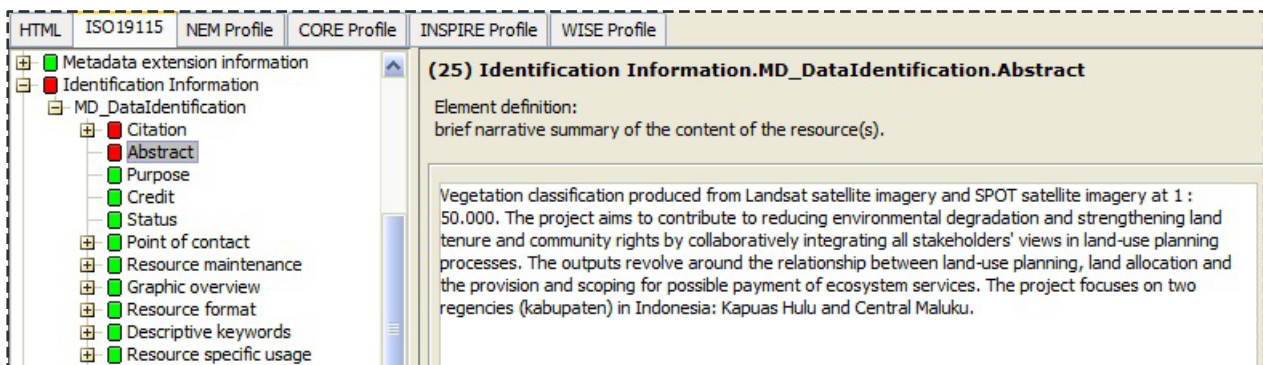 HTML ISO19115 NEM Profile CORE Profile INSPIRE Profile WISE Profile
Metadata extension information
Identification Information
MD_DataIdentification
Citation
Abstract
Purpose
Credit
Status
Point of contact
Resource maintenance
Graphic overview
Resource format
Descriptive keywords
Resource specific usage
(25) Identification Information.MD_DataIdentification.Abstract
Element definition:
brief narrative summary of the content of the resource(s).
Vegetation classification produced from Landsat satellite imagery and SPOT satellite imagery at 1 :
50.000. The project aims to contribute to reducing environmental degradation and strengthening land
tenure and community rights by collaboratively integrating all stakeholders' views in land-use planning
processes. The outputs revolve around the relationship between land-use planning, land allocation and
the provision and scoping for possible payment of ecosystem services. The project focuses on two
regencies (kabupaten) in Indonesia: Kapuas Hulu and Central Maluku.